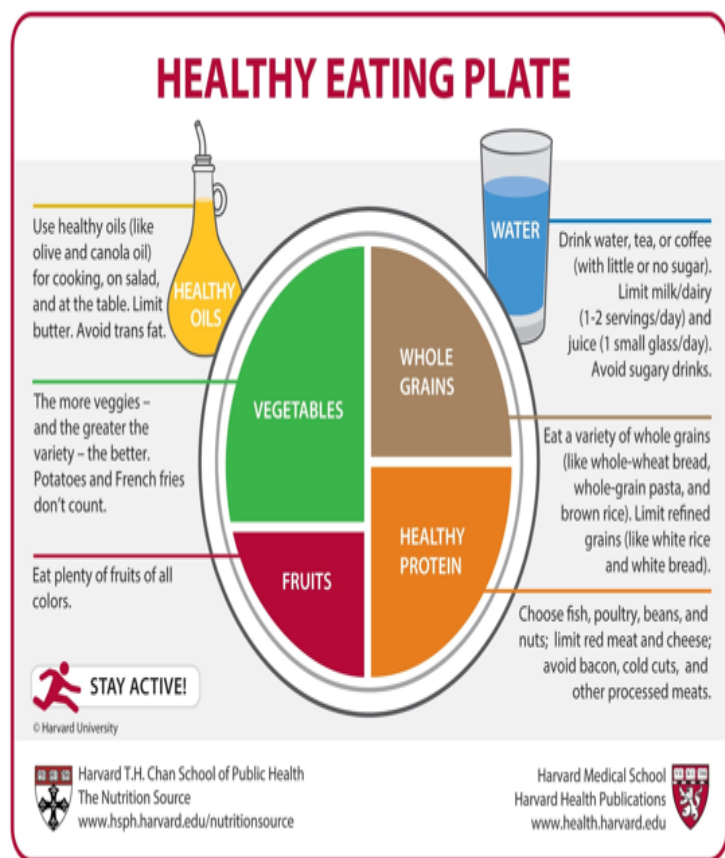 HEALTHY EATING PLATE
Use healthy oils (like
olive and canola oil)
for cooking, on salad,
and at the table. Limit
butter. Avoid trans fat.
HEALTHY
OILS
WATER
Drink water, tea, or coffee
(with little or no sugar).
Limit milk/dairy
(1-2 servings/day) and
juice (1 small glass/day).
Avoid sugary drinks.
The more veggies –
and the greater the
variety – the better.
Potatoes and French fries
don't count.
VEGETABLES
WHOLE
GRAINS
Eat a variety of whole grains
(like whole-wheat bread,
whole-grain pasta, and
brown rice). Limit refined
grains (like white rice
and white bread).
Eat plenty of fruits of all
colors.
FRUITS
HEALTHY
PROTEIN
Choose fish, poultry, beans, and
nuts; limit red meat and cheese;
avoid bacon, cold cuts, and
other processed meats.
STAY ACTIVE!
© Harvard University
Harvard T.H. Chan School of Public Health
The Nutrition Source
www.hsph.harvard.edu/nutritionsource
Harvard Medical School
Harvard Health Publications
www.health.harvard.edu